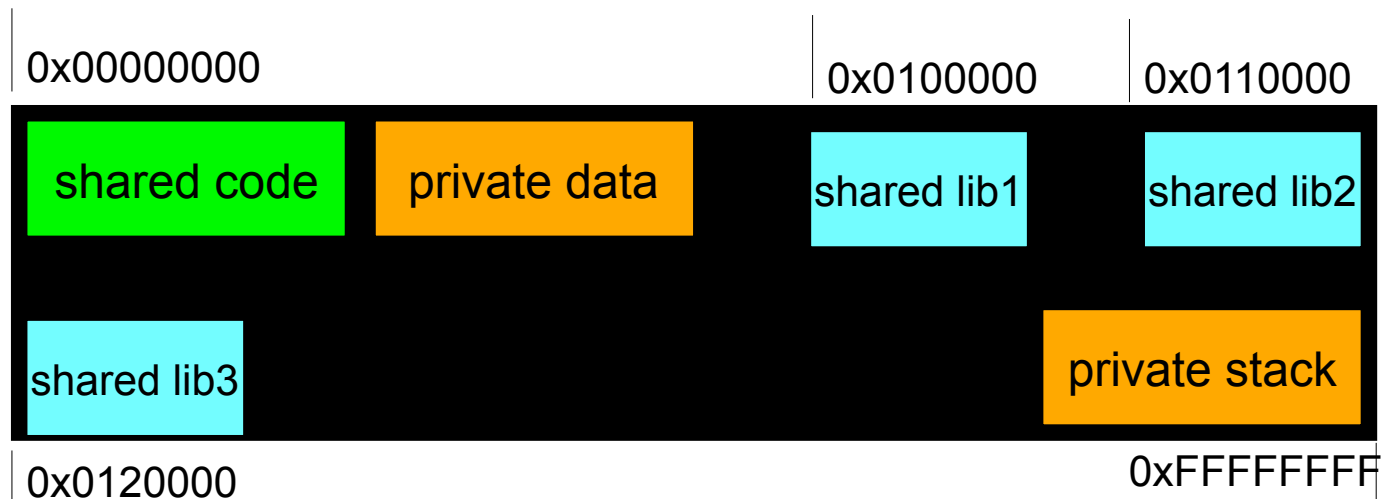 0x00000000
0x0100000
0x0110000
shared code
private data
shared lib1
shared lib2
shared lib3
private stack
0x0120000
0xFFFFFFFF